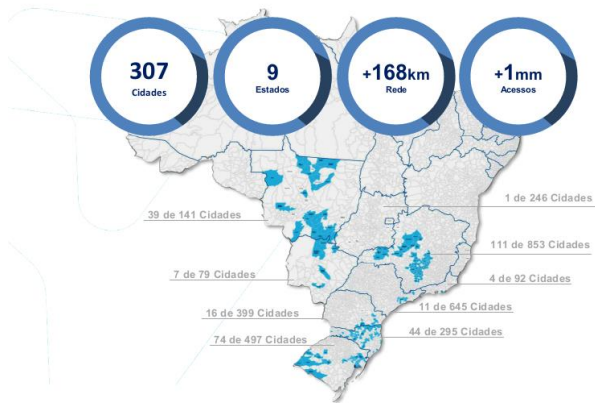 307
Cidades
9
Estados
+168km
Rede
+1mm
Acessos
1 de 246 Cidades
39 de 141 Cidades
111 de 853 Cidades
7 de 79 Cidades
4 de 92 Cidades
11 de 645 Cidades
16 de 399 Cidades
44 de 295 Cidades
74 de 497 Cidades